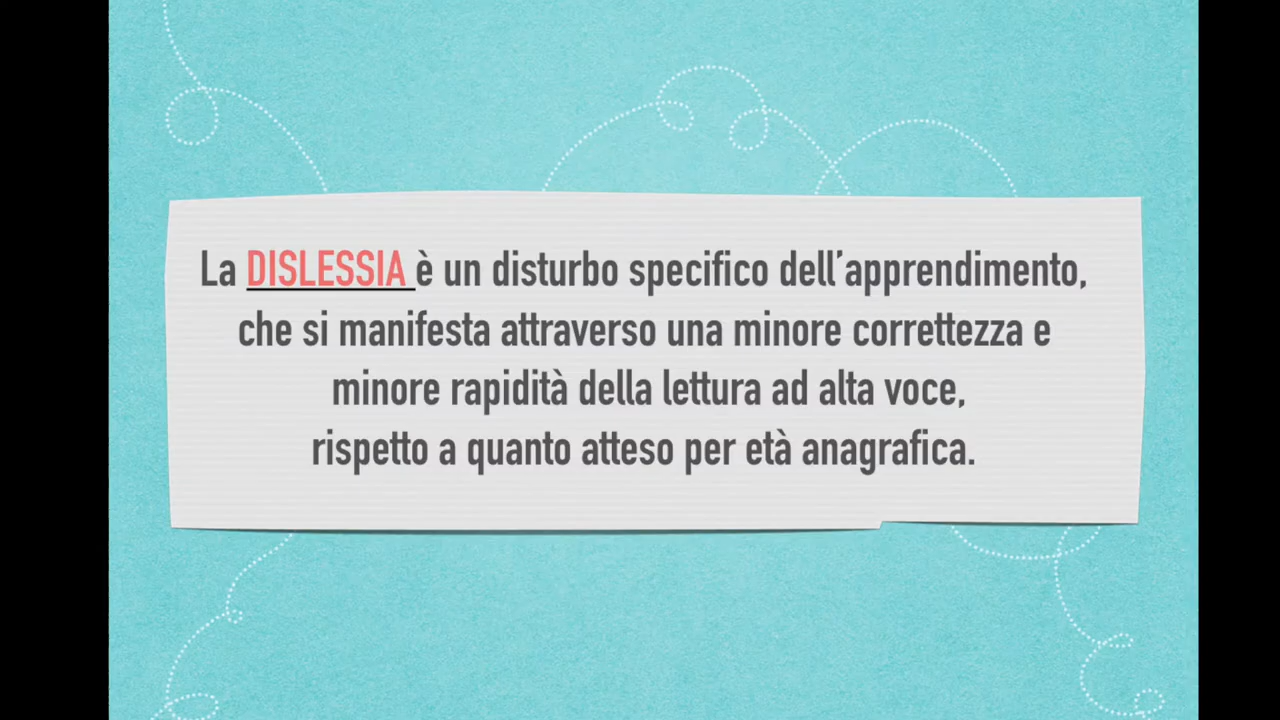 La DISLESSIA è un disturbo specifico dell'apprendimento,
che si manifesta attraverso una minore correttezza e
minore rapidità della lettura ad alta voce,
rispetto a quanto atteso per età anagrafica.